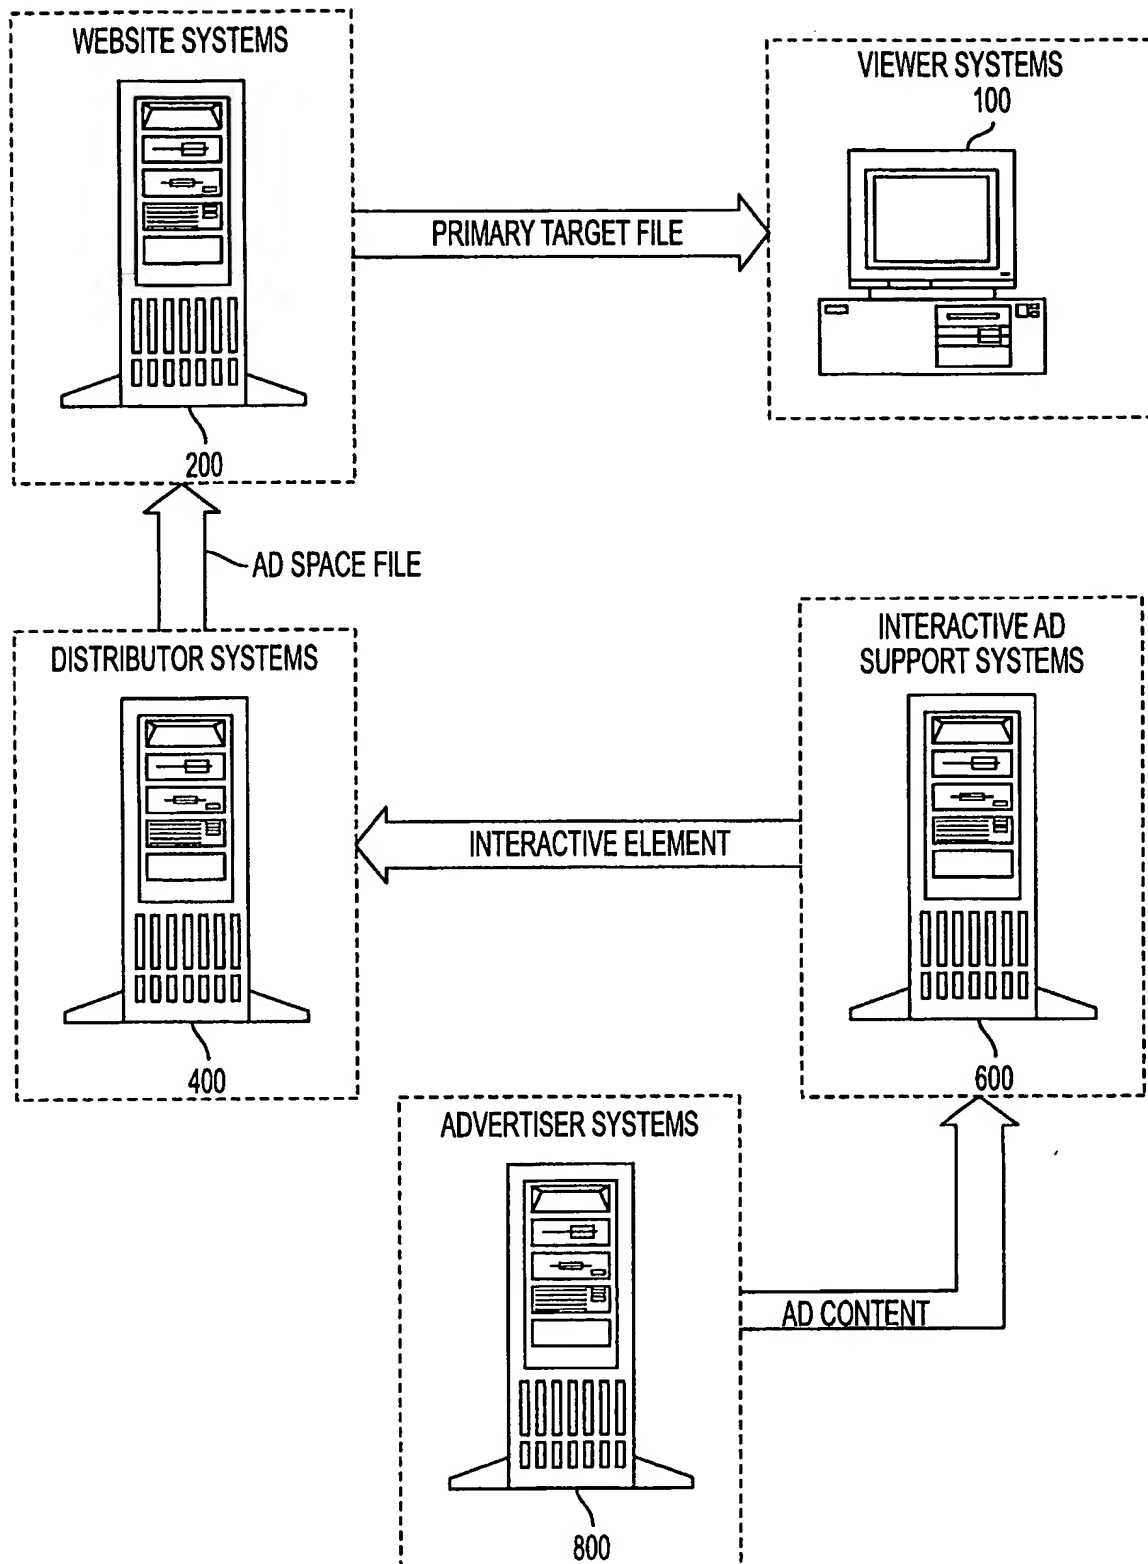 WEBSITE SYSTEMS
200
VIEWER SYSTEMS
100
PRIMARY TARGET FILE
AD SPACE FILE
DISTRIBUTOR SYSTEMS
400
INTERACTIVE AD
SUPPORT SYSTEMS
600
INTERACTIVE ELEMENT
ADVERTISER SYSTEMS
800
AD CONTENT